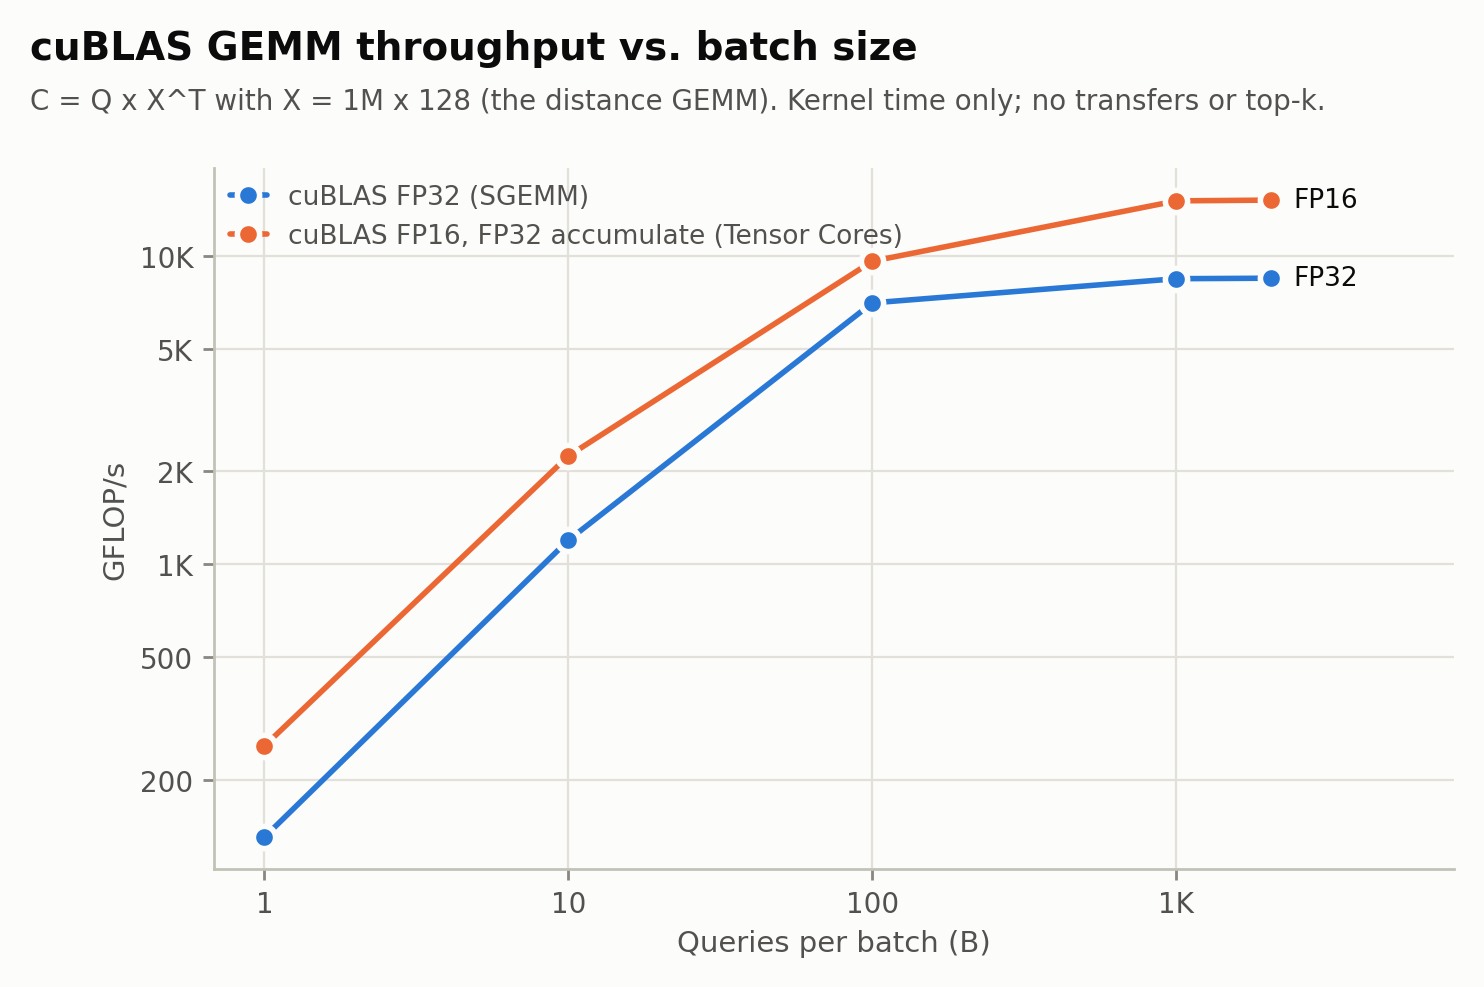 cuBLAS GEMM throughput vs. batch size
C = Q x X^T with X = 1M x 128 (the distance GEMM). Kernel time only; no transfers or top-k.
cuBLAS FP32 (SGEMM)
cuBLAS FP16, FP32 accumulate (Tensor Cores)
FP16
FP32
GFLOP/s
10K
5K
2K
1K
500
200
1
10
100
1K
Queries per batch (B)